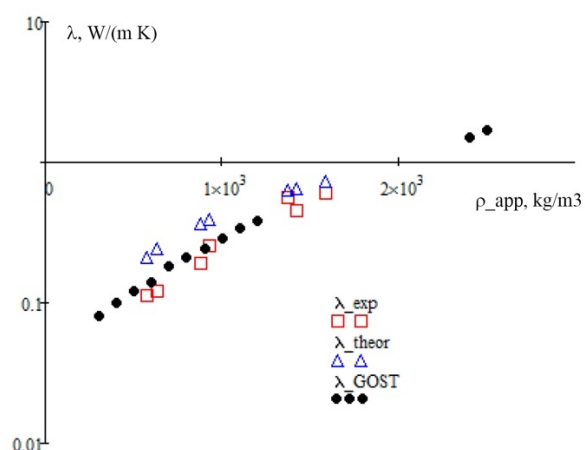 10
λ, W/(m K)
0
1×10³
2×10³
ρ_app, kg/m3
0.1
λ_exp
λ_theor
λ_GOST
0.01